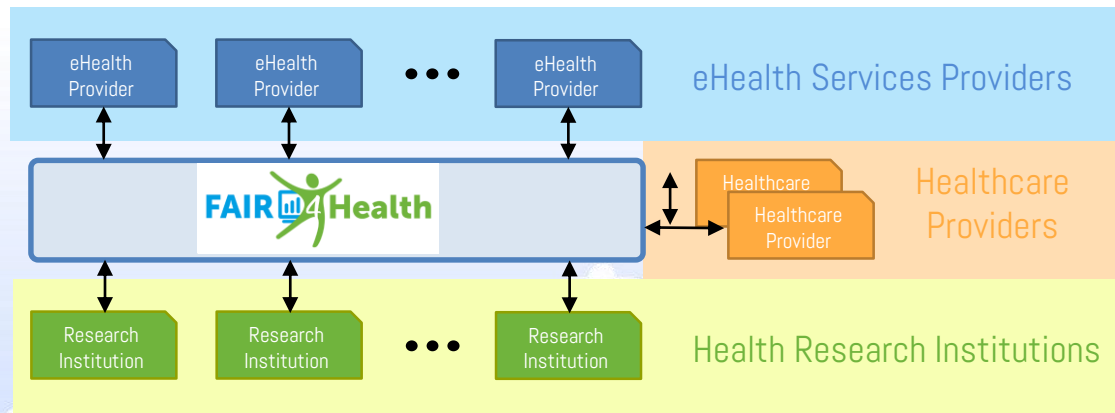 eHealth
Provider
eHealth
Provider
•••
eHealth
Provider
eHealth Services Providers
FAIR4Health
Healthcare
Healthcare
Provider
Healthcare
Providers
Research
Institution
Research
Institution
•••
Research
Institution
Health Research Institutions